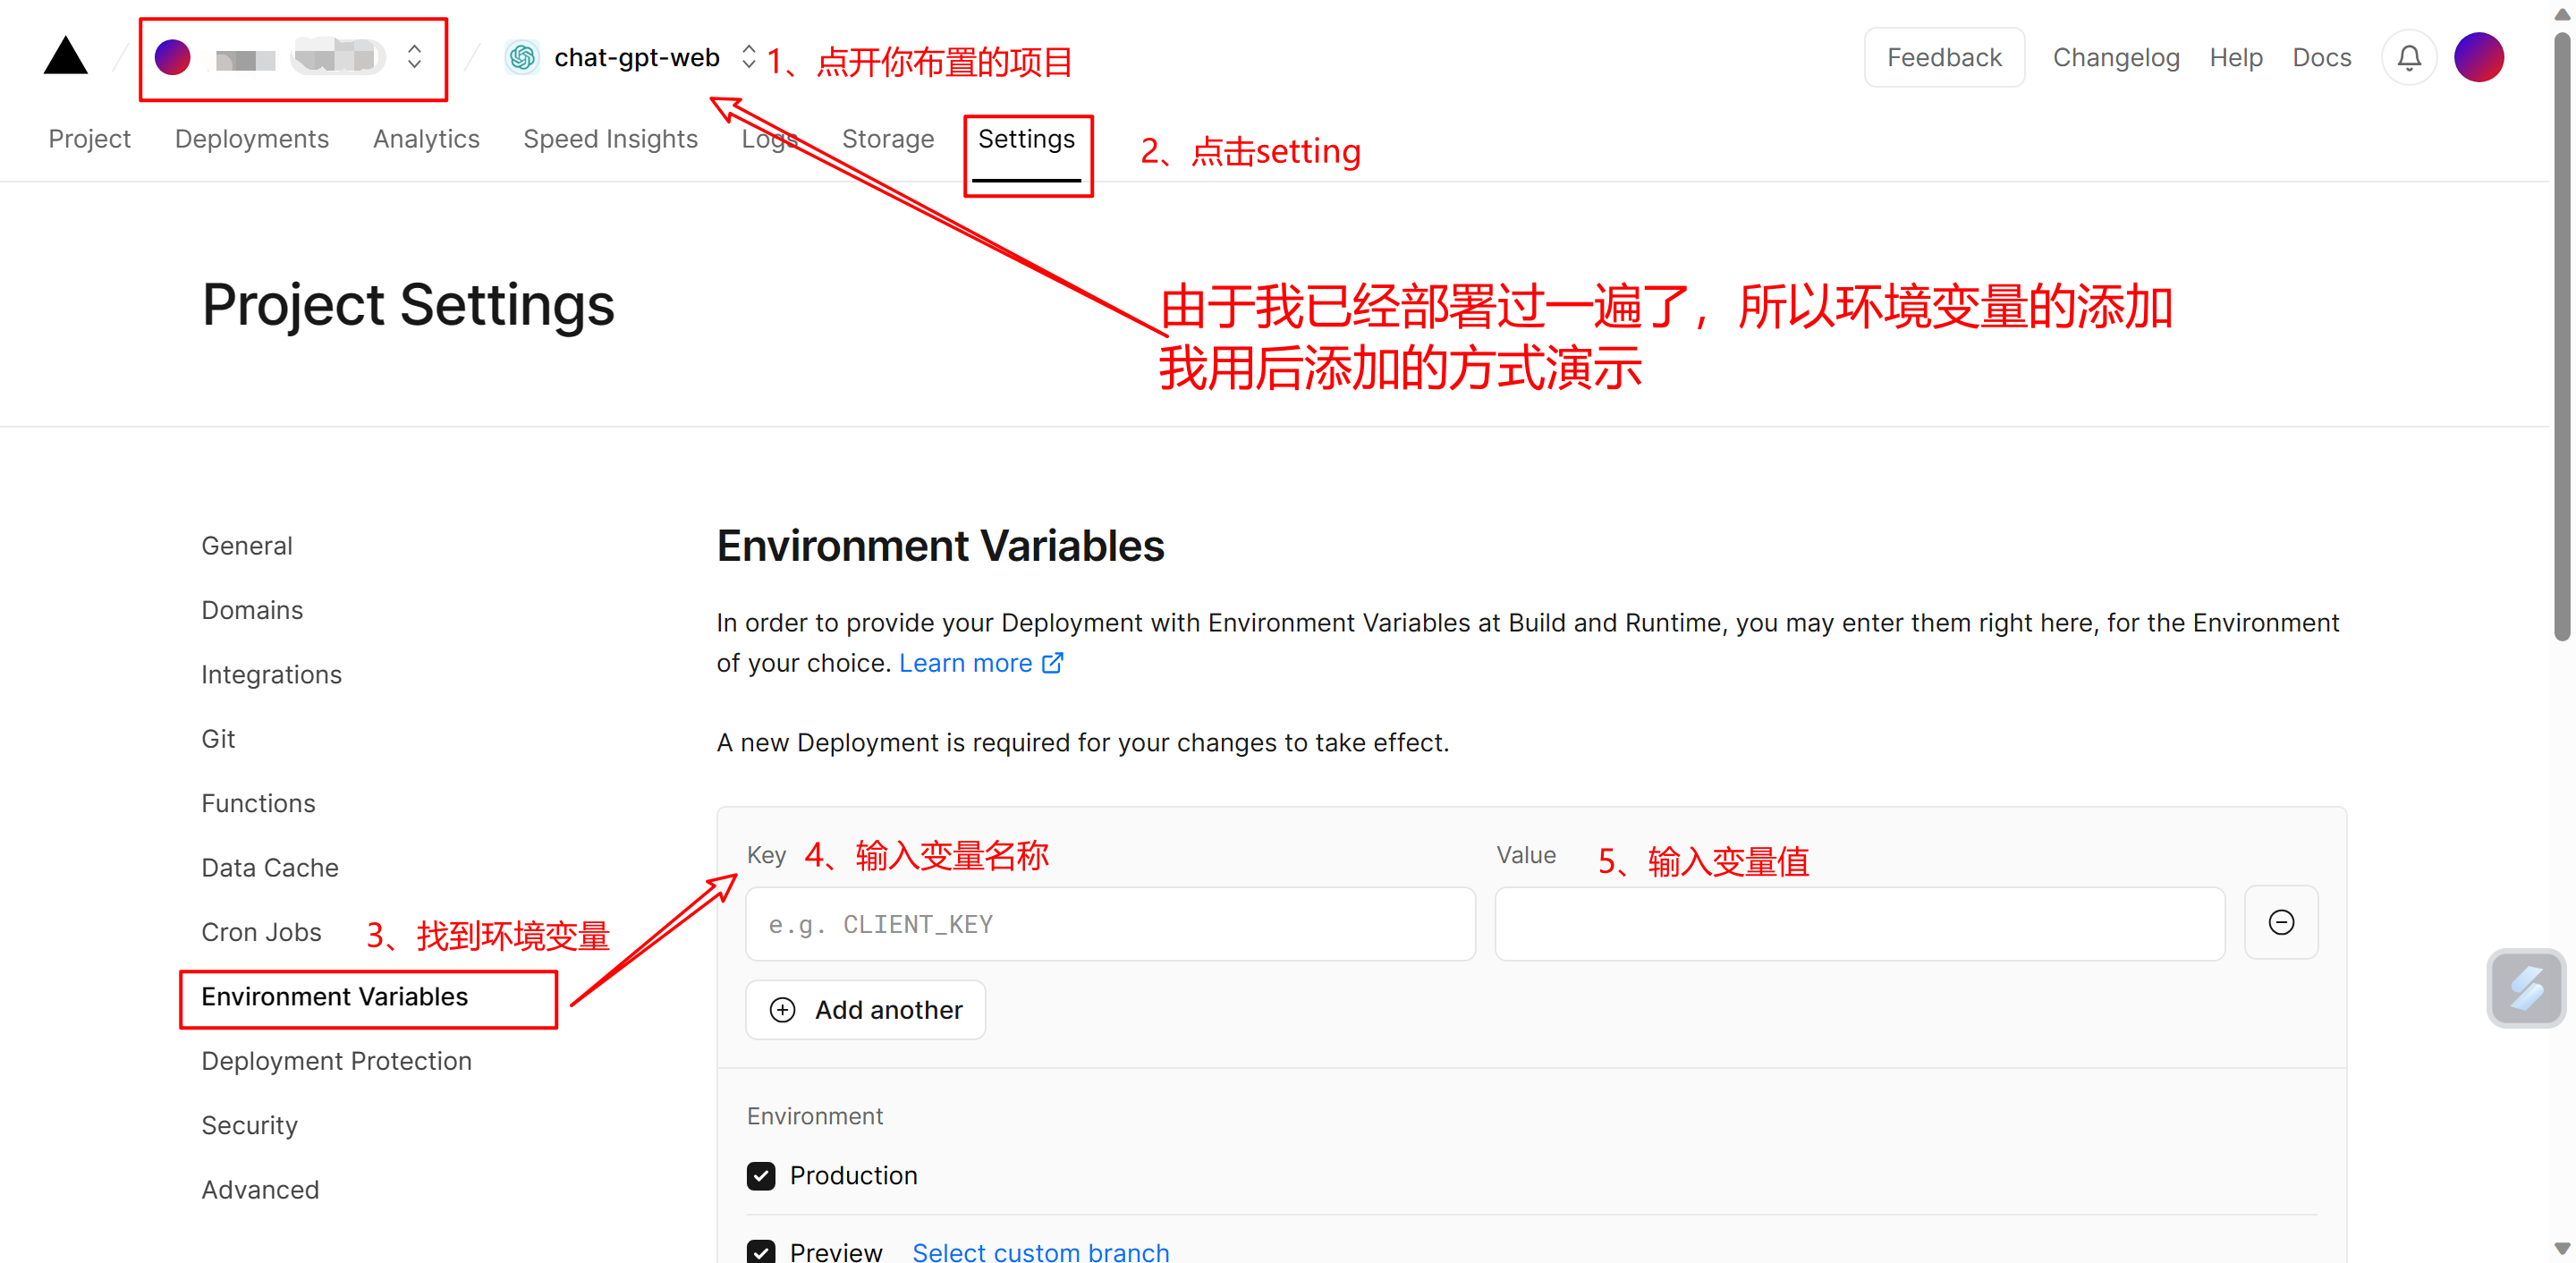 chat-gpt-web
1、点开你布置的项目
Feedback
Changelog
Help
Docs
Project
Deployments
Analytics
Speed Insights
Logs
Storage
Settings
2、点击setting
Project Settings
由于我已经部署过一遍了，所以环境变量的添加
我用后添加的方式演示
General
Domains
Integrations
Git
Functions
Data Cache
Cron Jobs
3、找到环境变量
Environment Variables
Deployment Protection
Security
Advanced
Environment Variables
In order to provide your Deployment with Environment Variables at Build and Runtime, you may enter them right here, for the Environment
of your choice. Learn more
A new Deployment is required for your changes to take effect.
Key
4、输入变量名称
Value
5、输入变量值
e.g. CLIENT_KEY
Add another
Environment
Production
Preview
Select custom branch